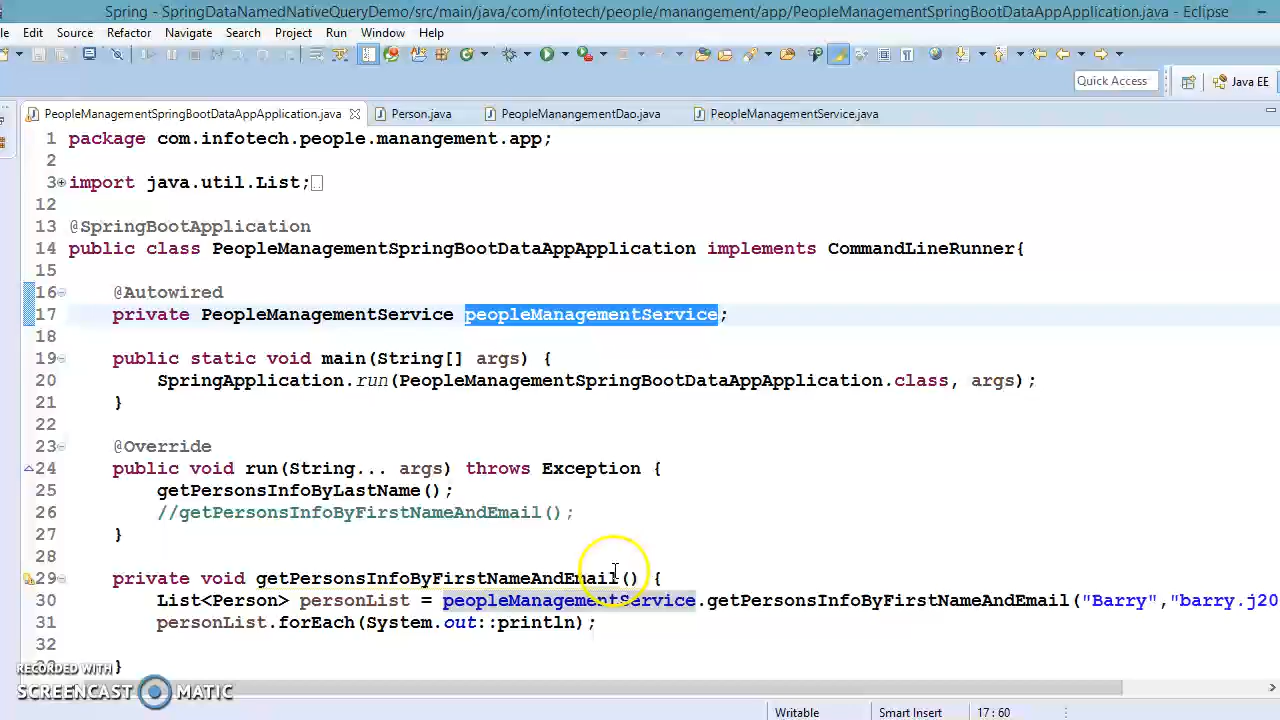 Spring - SpringDataNamedNativeQueryDemo/src/main/java/com/infotech/people/manangement/app/PeopleManagementSpringBootDataAppApplication.java - Eclipse
le Edit Source Refactor Navigate Search Project Run Window Help
Quick Access
Java EE
PeopleManagementSpringBootDataAppApplication.java Person.java PeopleManangementDao.java PeopleManagementService.java
1 package com.infotech.people.manangement.app;
2
3 import java.util.List;
12
13 @SpringBootApplication
14 public class PeopleManagementSpringBootDataAppApplication implements CommandLineRunner{
15
16 @Autowired
17 private PeopleManagementService peopleManagementService;
18
19 public static void main(String[] args) {
20 SpringApplication.run(PeopleManagementSpringBootDataAppApplication.class, args);
21 }
22
23 @Override
24 public void run(String... args) throws Exception {
25 getPersonsInfoByLastName();
26 //getPersonsInfoByFirstNameAndEmail();
27 }
28
29 private void getPersonsInfoByFirstNameAndEmail() {
30 List<Person> personList = peopleManagementService.getPersonsInfoByFirstNameAndEmail("Barry","barry.j20
31 personList.forEach(System.out::println);
32
}
RECORDED WITH
SCREENCAST MATIC
Writable Smart Insert 17:60